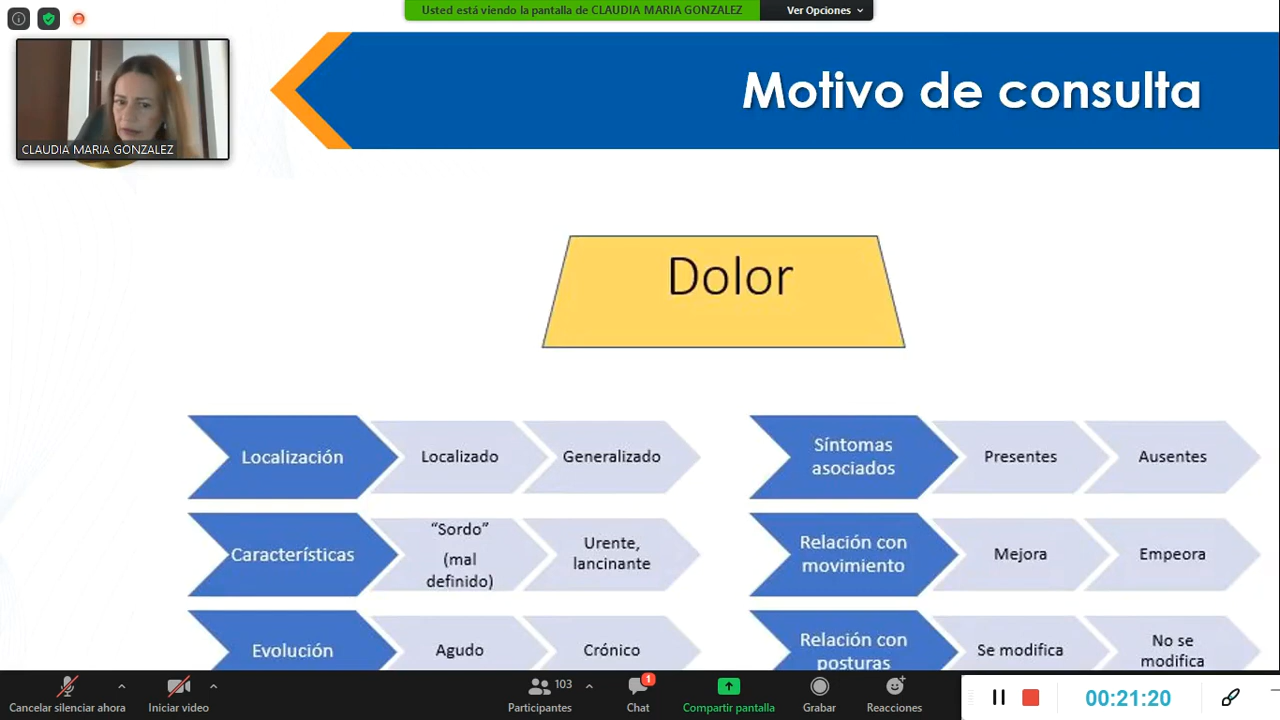 Usted está viendo la pantalla de CLAUDIA MARIA GONZALEZ
Ver Opciones
CLAUDIA MARIA GONZALEZ
Motivo de consulta
Dolor
Localización
Localizado
Generalizado
Síntomas
asociados
Presentes
Ausentes
Características
“Sordo”
(mal
definido)
Urente,
lancinante
Relación con
movimiento
Mejora
Empeora
Evolución
Agudo
Crónico
Relación con
posturas
Se modifica
No se
modifica
Cancelar silenciar ahora
Iniciar video
103
Participantes
1
Chat
Compartir pantalla
Grabar
Reacciones
00:21:20